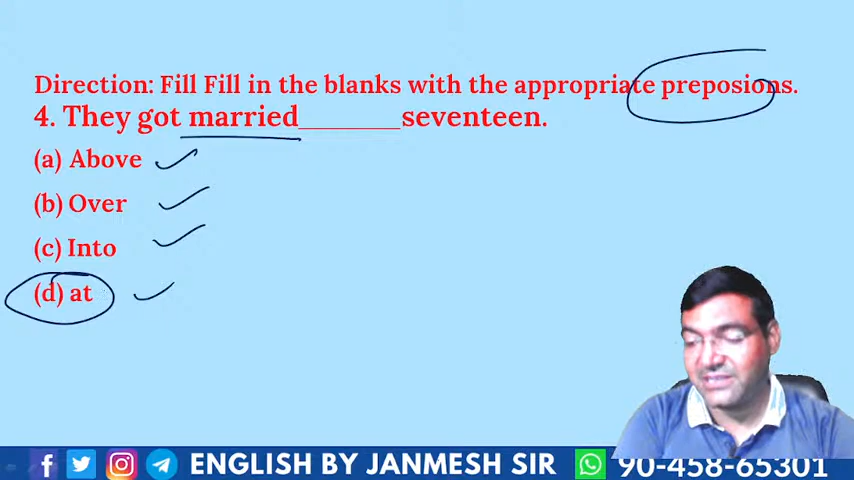 Direction: Fill Fill in the blanks with the appropriate preposions.
4. They got married________seventeen.
(a) Above
(b) Over
(c) Into
(d) at
ENGLISH BY JANMESH SIR 90-458-65301